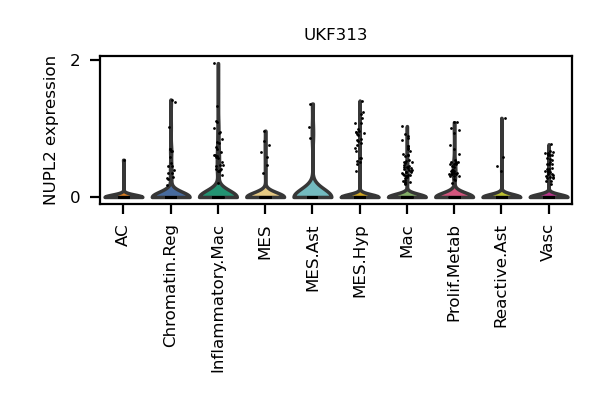 UKF313
NUPL2 expression
2
0
AC
Chromatin.Reg
Inflammatory.Mac
MES
MES.Ast
MES.Hyp
Mac
Prolif.Metab
Reactive.Ast
Vasc